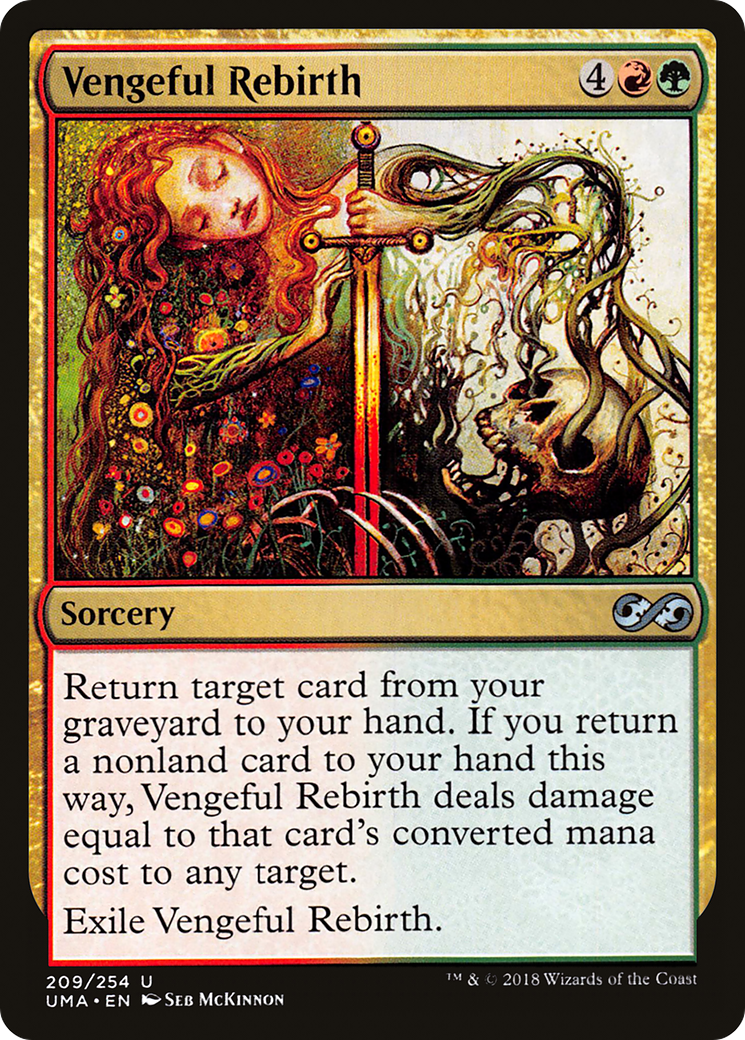 Vengeful Rebirth 4
Sorcery
Return target card from your
graveyard to your hand. If you return
a nonland card to your hand this
way, Vengeful Rebirth deals damage
equal to that card's converted mana
cost to any target.
Exile Vengeful Rebirth.
209/254 U
™ & © 2018 Wizards of the Coast
UMA • EN Seb McKinnon